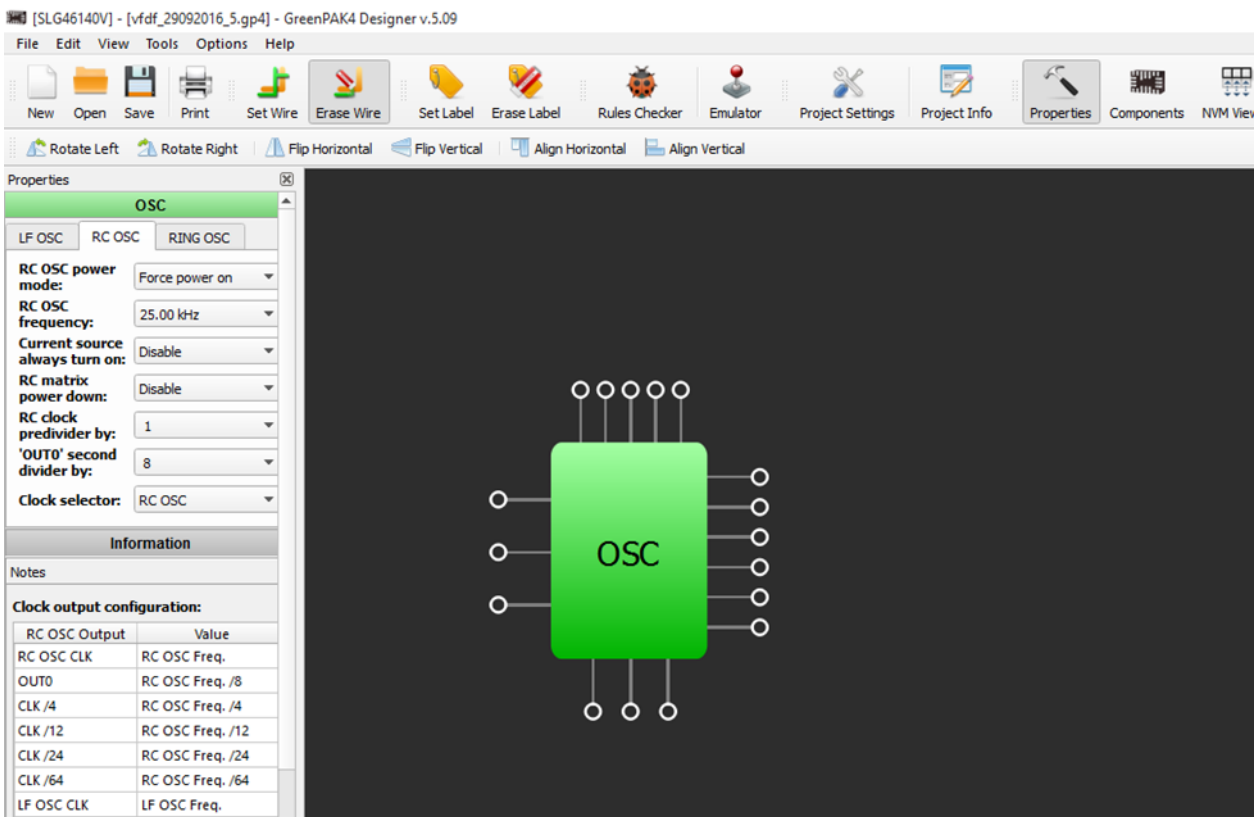 [SLG46140V] - [vfdf_29092016_5.gp4] - GreenPAK4 Designer v.5.09
File Edit View Tools Options Help
New Open Save Print Set Wire Erase Wire Set Label Erase Label Rules Checker Emulator Project Settings Project Info Properties Components NVM View
Rotate Left Rotate Right Flip Horizontal Flip Vertical Align Horizontal Align Vertical
Properties
OSC
LF OSC RC OSC RING OSC
RC OSC power
mode:
Force power on
RC OSC
frequency:
25.00 kHz
Current source
always turn on:
Disable
RC matrix
power down:
Disable
RC clock
predivider by:
1
'OUT0' second
divider by:
8
Clock selector: RC OSC
Information
Notes
Clock output configuration:
RC OSC Output Value
RC OSC CLK RC OSC Freq.
OUT0 RC OSC Freq. /8
CLK /4 RC OSC Freq. /4
CLK /12 RC OSC Freq. /12
CLK /24 RC OSC Freq. /24
CLK /64 RC OSC Freq. /64
LF OSC CLK LF OSC Freq.
OSC